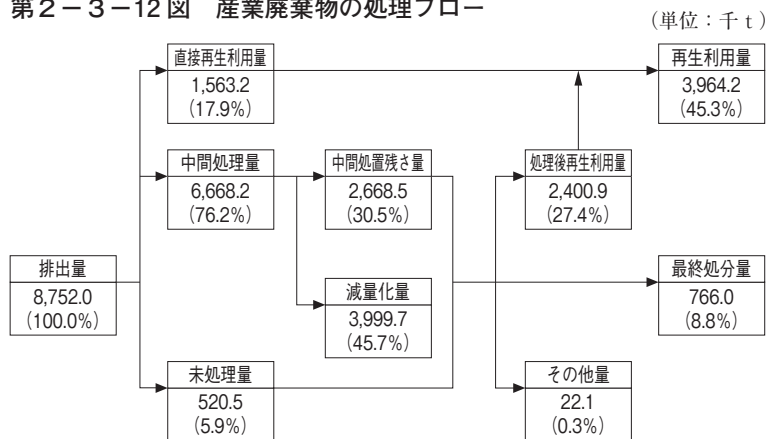 第2－3－12図 産業廃棄物の処理フロー
（単位：千ｔ）
直接再生利用量
1,563.2
(17.9%)
再生利用量
3,964.2
(45.3%)
中間処理量
6,668.2
(76.2%)
中間処置残さ量
2,668.5
(30.5%)
処理後再生利用量
2,400.9
(27.4%)
排出量
8,752.0
(100.0%)
減量化量
3,999.7
(45.7%)
最終処分量
766.0
(8.8%)
未処理量
520.5
(5.9%)
その他量
22.1
(0.3%)